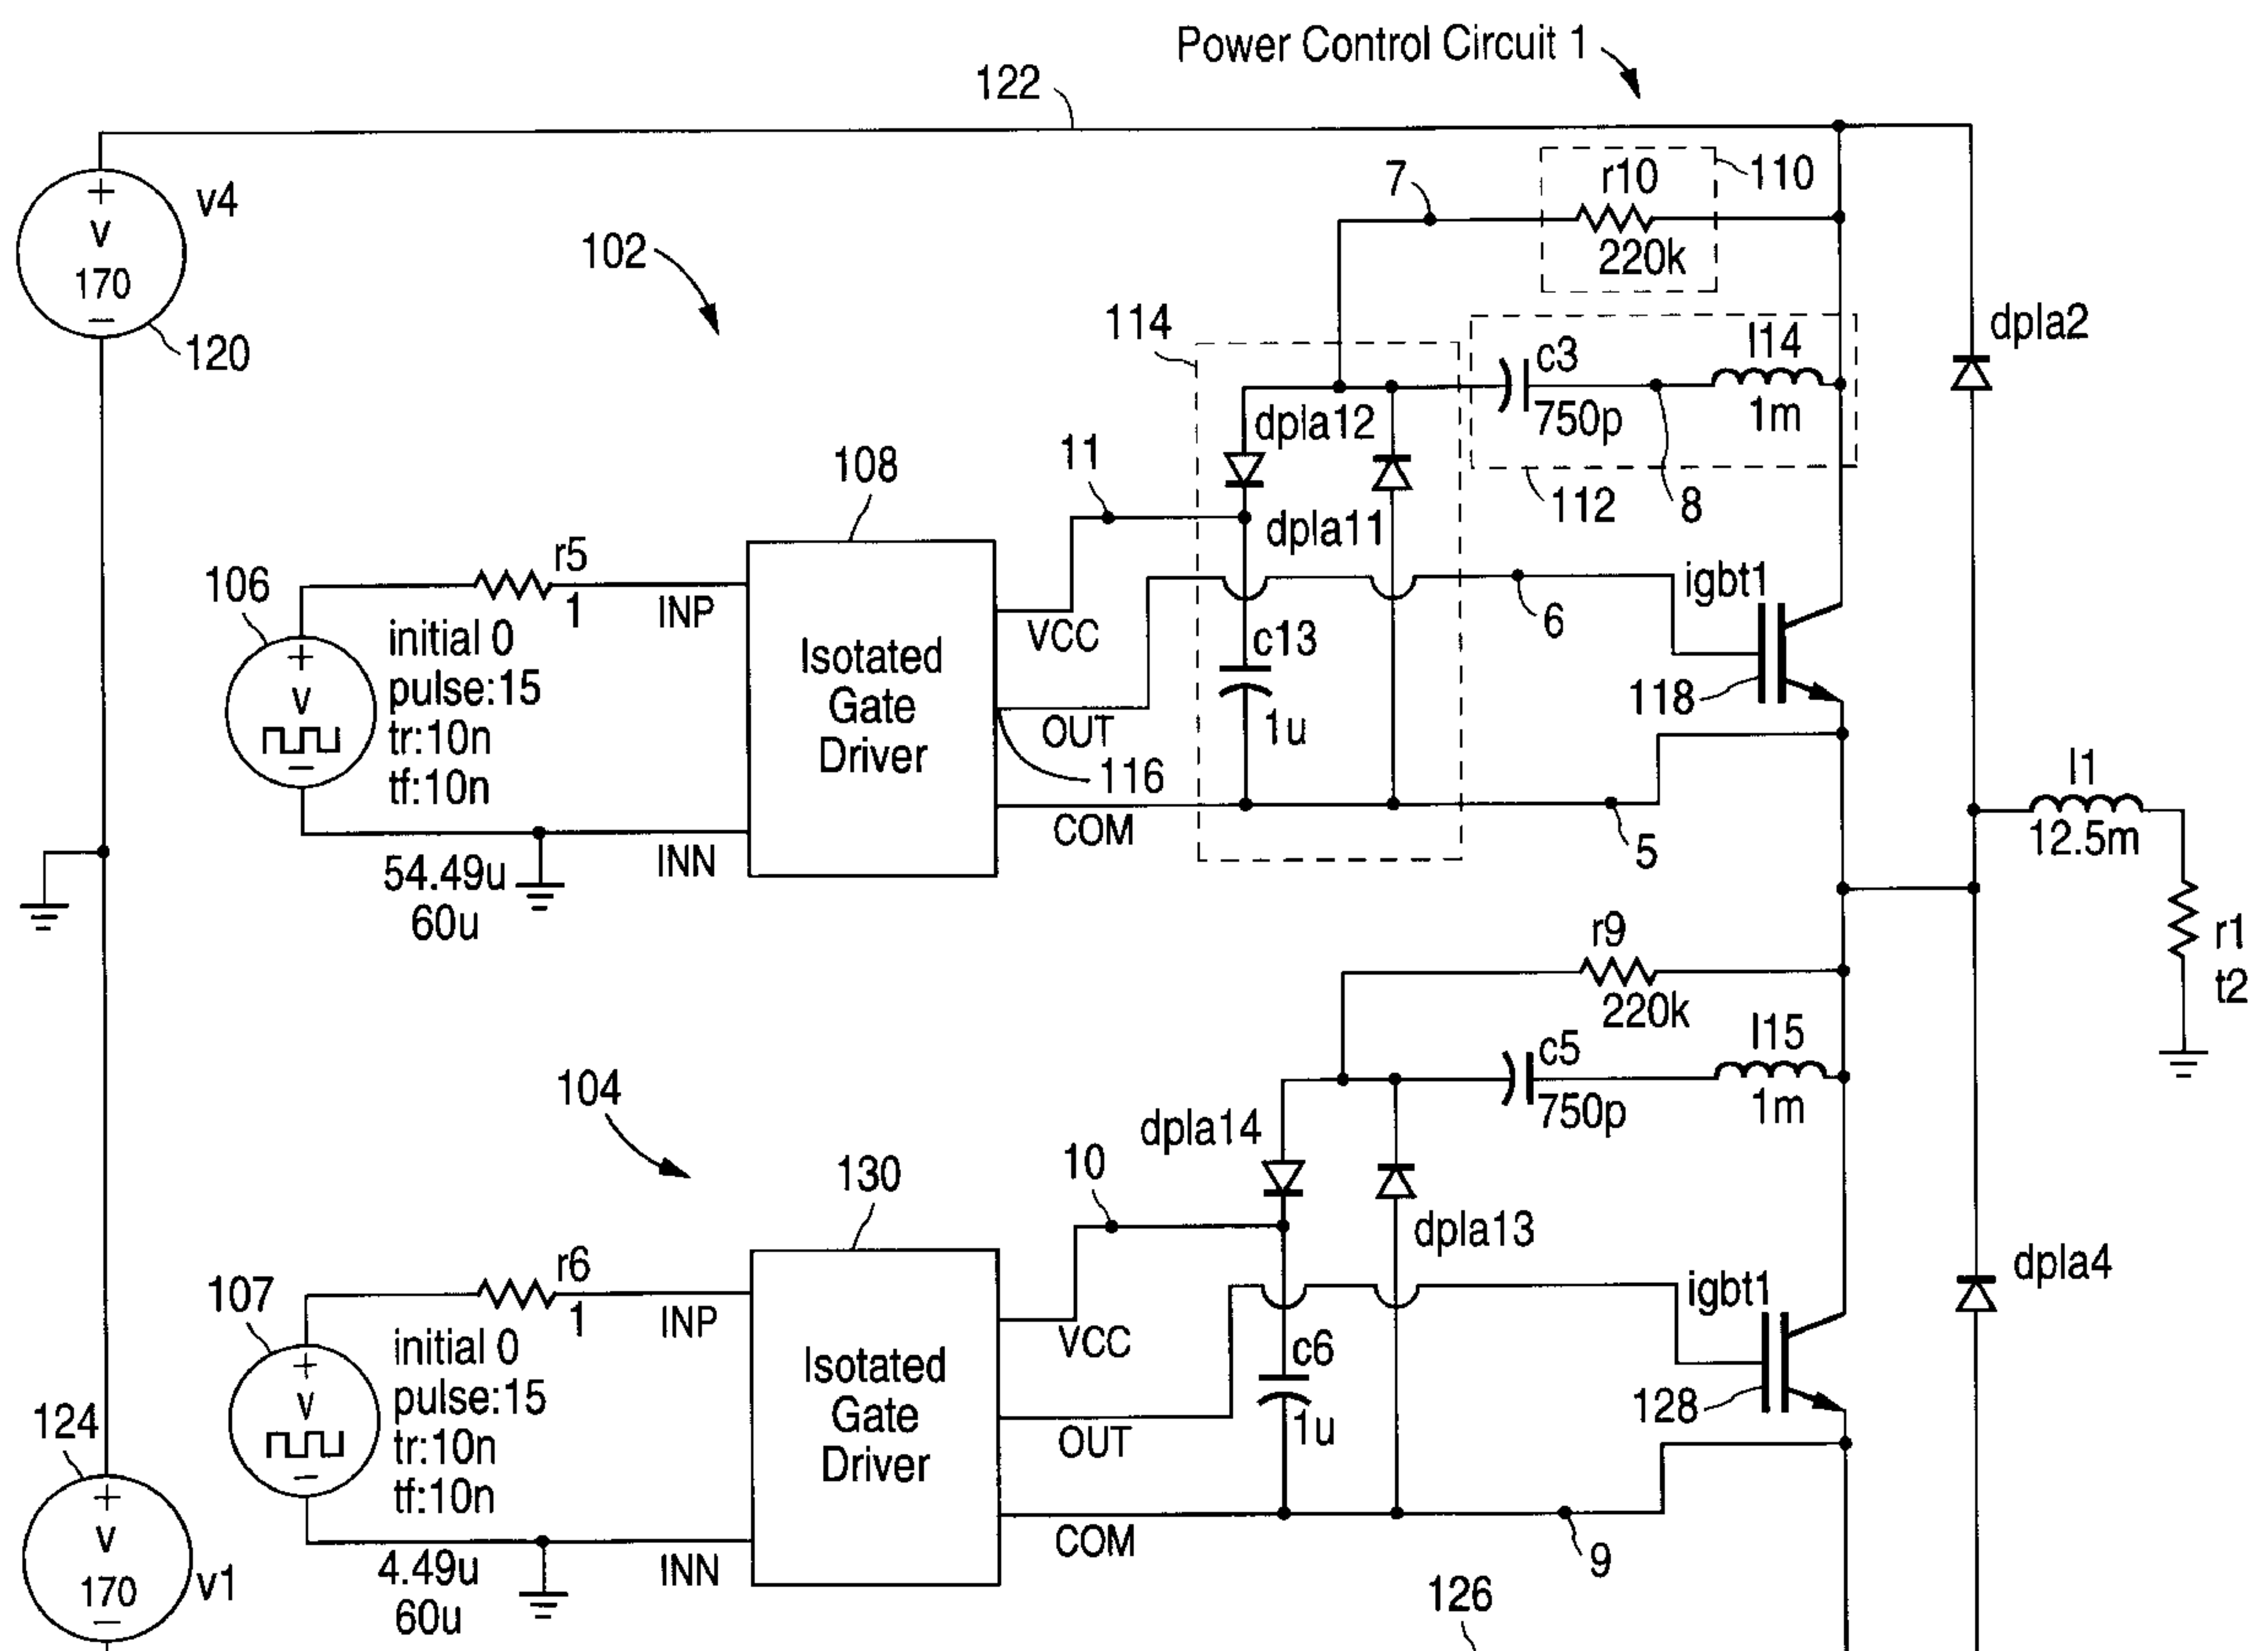 Power Control Circuit 1
122
+
V
170
−
v4
120
102
7
r10
220k
110
114
c3
750p
l14
1m
dpla2
dpla12
dpla11
112
8
11
108
106
r5
1
INP
initial 0
pulse:15
tr:10n
tf:10n
+
V
−
Isotated
Gate
Driver
VCC
OUT
COM
116
c13
1u
6
igbt1
118
5
54.49u
60u
INN
l1
12.5m
r1
t2
r9
220k
l15
1m
c5
750p
104
dpla14
10
130
dpla13
dpla4
107
r6
1
INP
initial 0
pulse:15
tr:10n
tf:10n
+
V
−
Isotated
Gate
Driver
VCC
OUT
COM
c6
1u
igbt1
128
124
+
V
170
−
v1
4.49u
60u
INN
9
126